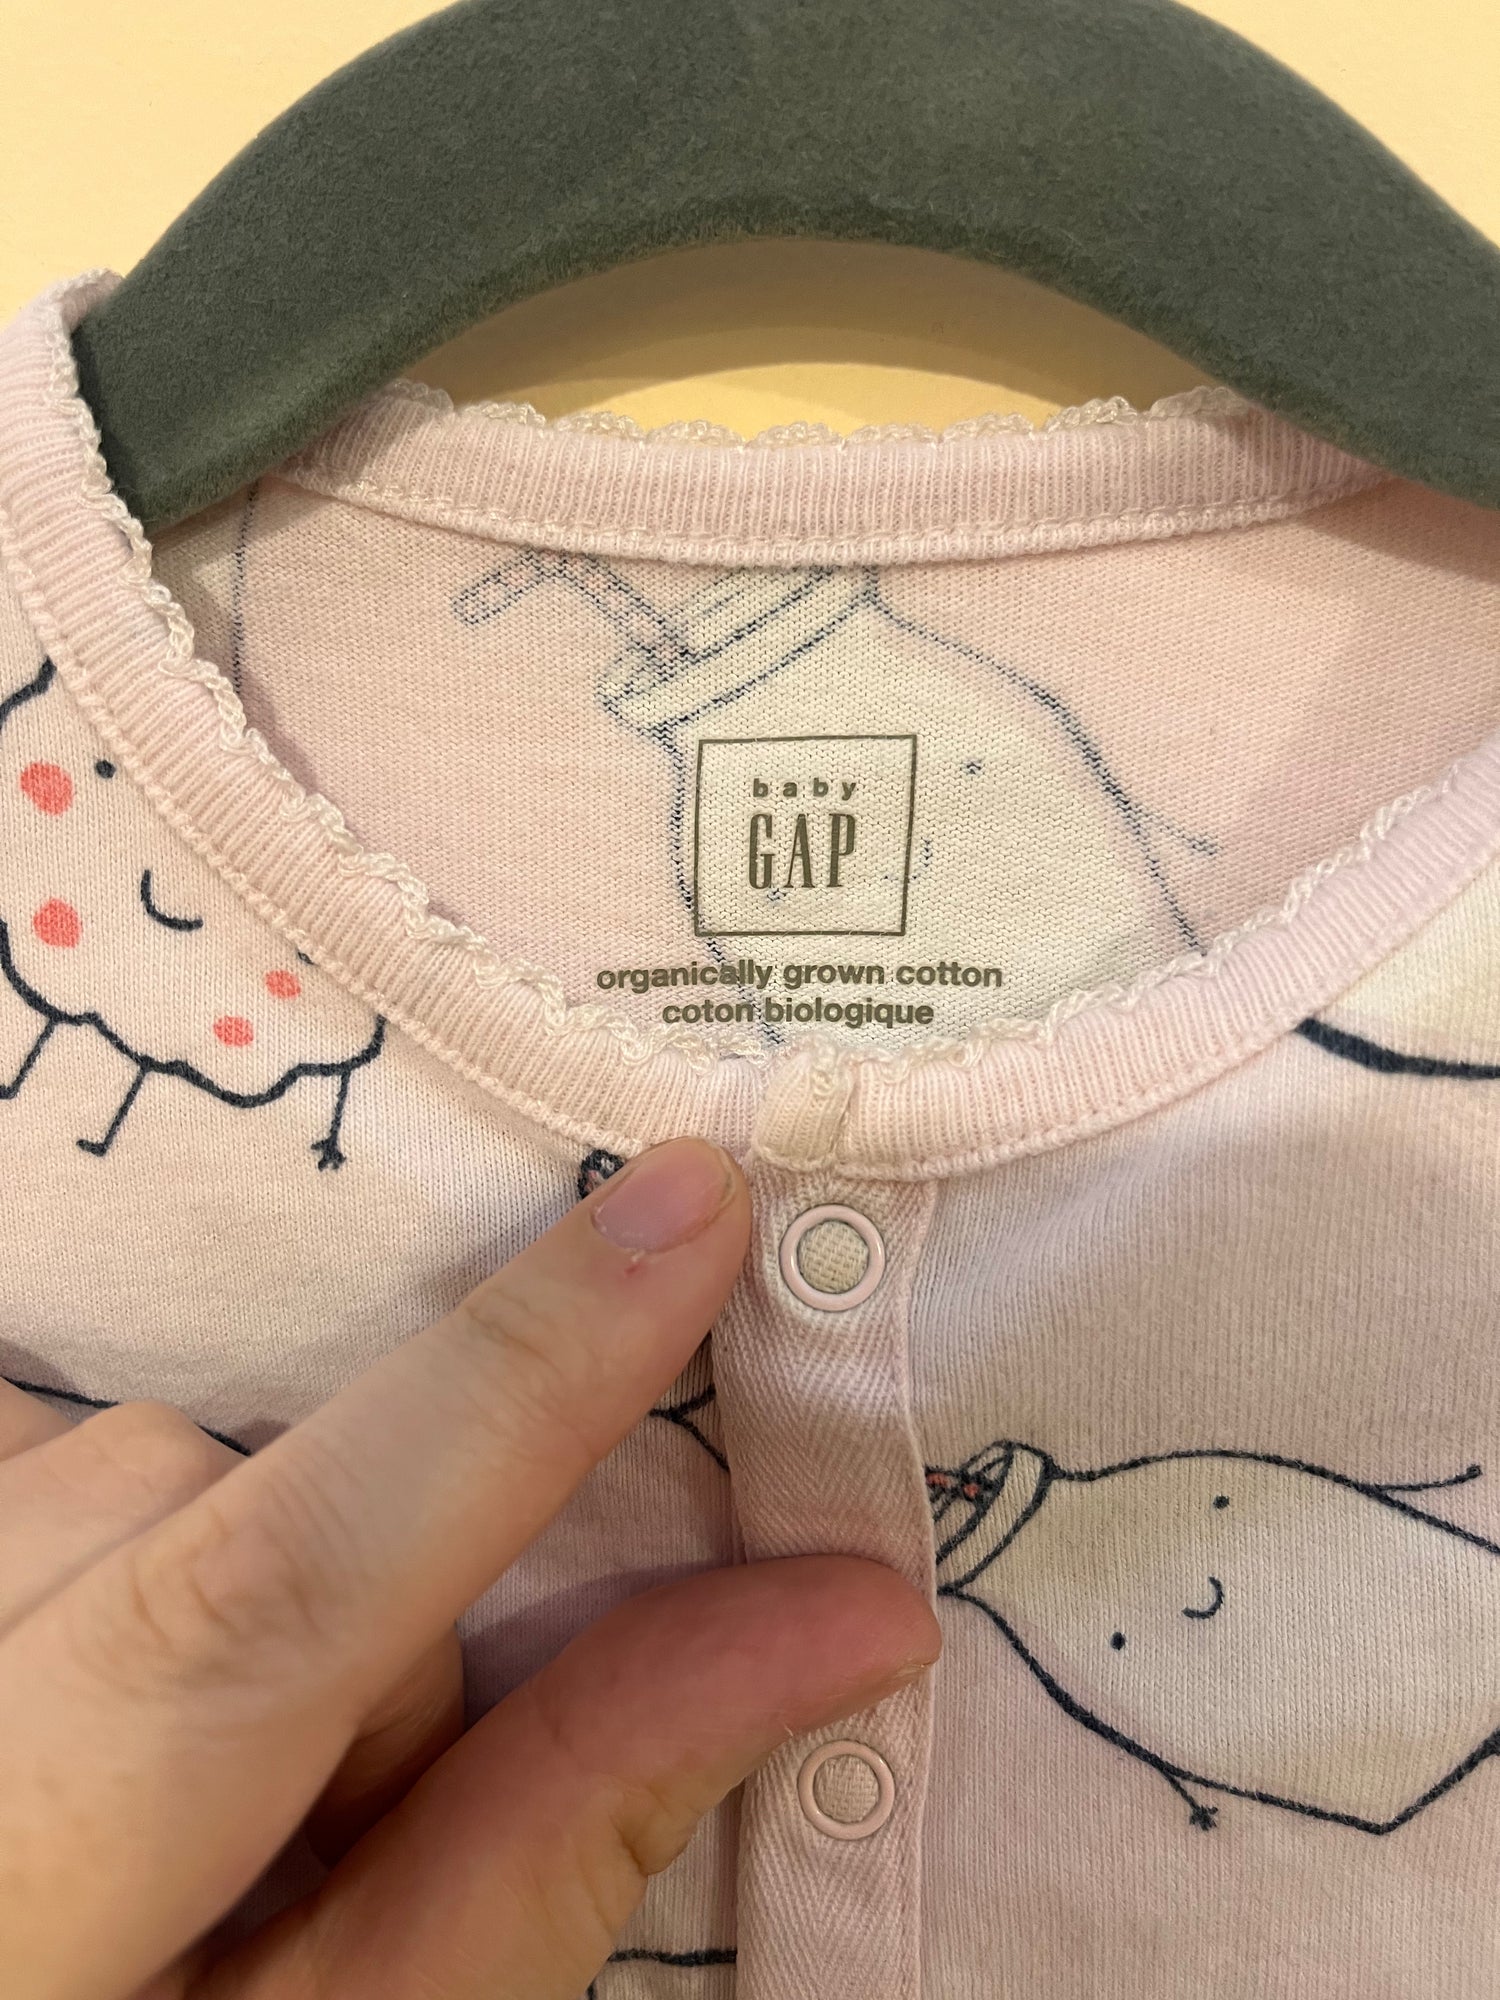 baby
GAP
organically grown cotton
coton biologique